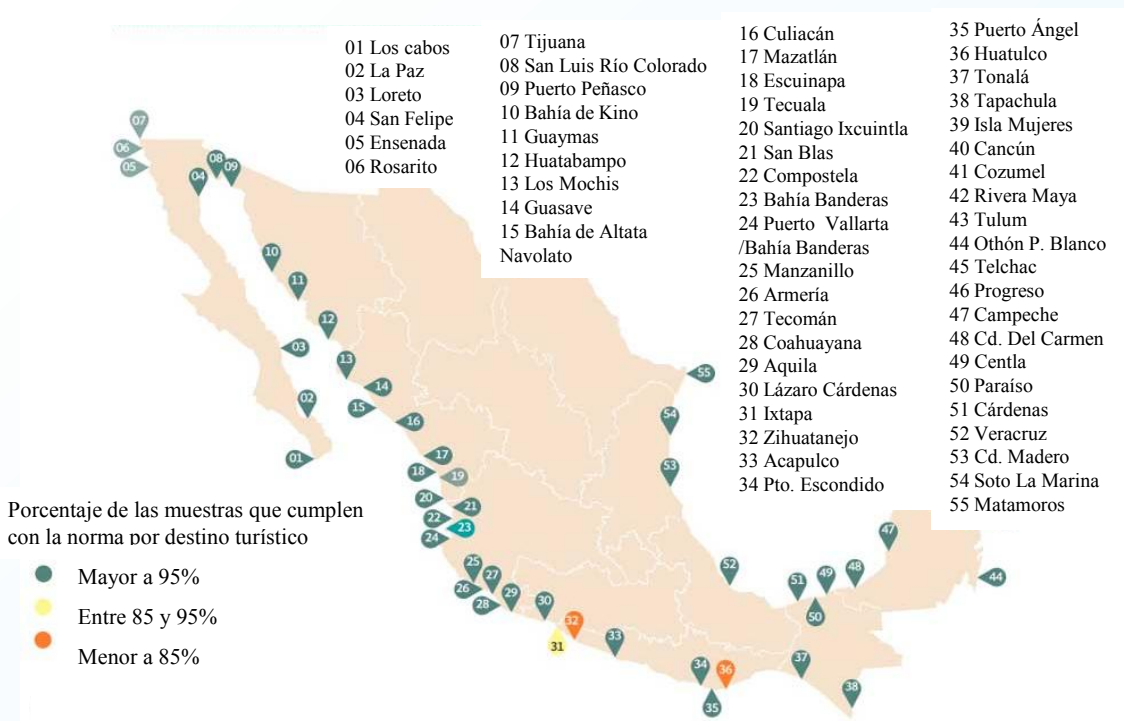 01 Los cabos
02 La Paz
03 Loreto
04 San Felipe
05 Ensenada
06 Rosarito
07 Tijuana
08 San Luis Río Colorado
09 Puerto Peñasco
10 Bahía de Kino
11 Guaymas
12 Huatabampo
13 Los Mochis
14 Guasave
15 Bahía de Altata
Navolato
16 Culiacán
17 Mazatlán
18 Escuinapa
19 Tecuala
20 Santiago Ixcuintla
21 San Blas
22 Compostela
23 Bahía Banderas
24 Puerto Vallarta
/Bahía Banderas
25 Manzanillo
26 Armería
27 Tecomán
28 Coahuayana
29 Aquila
30 Lázaro Cárdenas
31 Ixtapa
32 Zihuatanejo
33 Acapulco
34 Pto. Escondido
35 Puerto Ángel
36 Huatulco
37 Tonalá
38 Tapachula
39 Isla Mujeres
40 Cancún
41 Cozumel
42 Rivera Maya
43 Tulum
44 Othón P. Blanco
45 Telchac
46 Progreso
47 Campeche
48 Cd. Del Carmen
49 Centla
50 Paraíso
51 Cárdenas
52 Veracruz
53 Cd. Madero
54 Soto La Marina
55 Matamoros
07
06
05
04
08
09
10
11
12
03
13
14
02
15
16
01
17
18
19
20
21
22
23
24
55
54
53
25
27
26
29
28
30
32
31
33
34
36
35
52
51
49
48
47
50
44
37
38
Porcentaje de las muestras que cumplen
con la norma por destino turístico
Mayor a 95%
Entre 85 y 95%
Menor a 85%